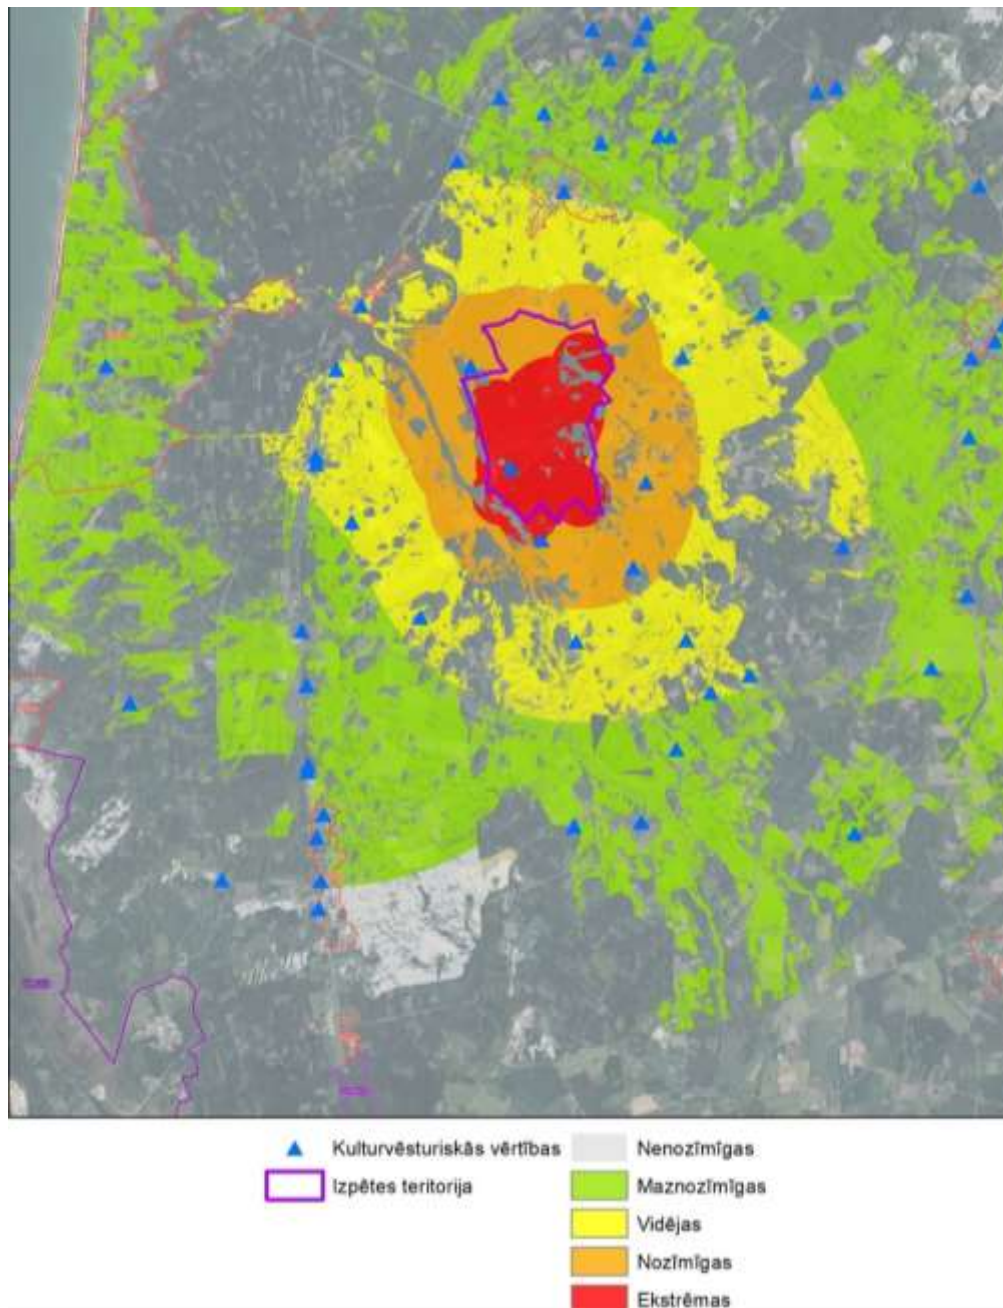 Kulturvēsturiskās vērtības
Izpētes teritorija
Nenozīmīgas
Maznozīmīgas
Vidējas
Nozīmīgas
Ekstrēmas